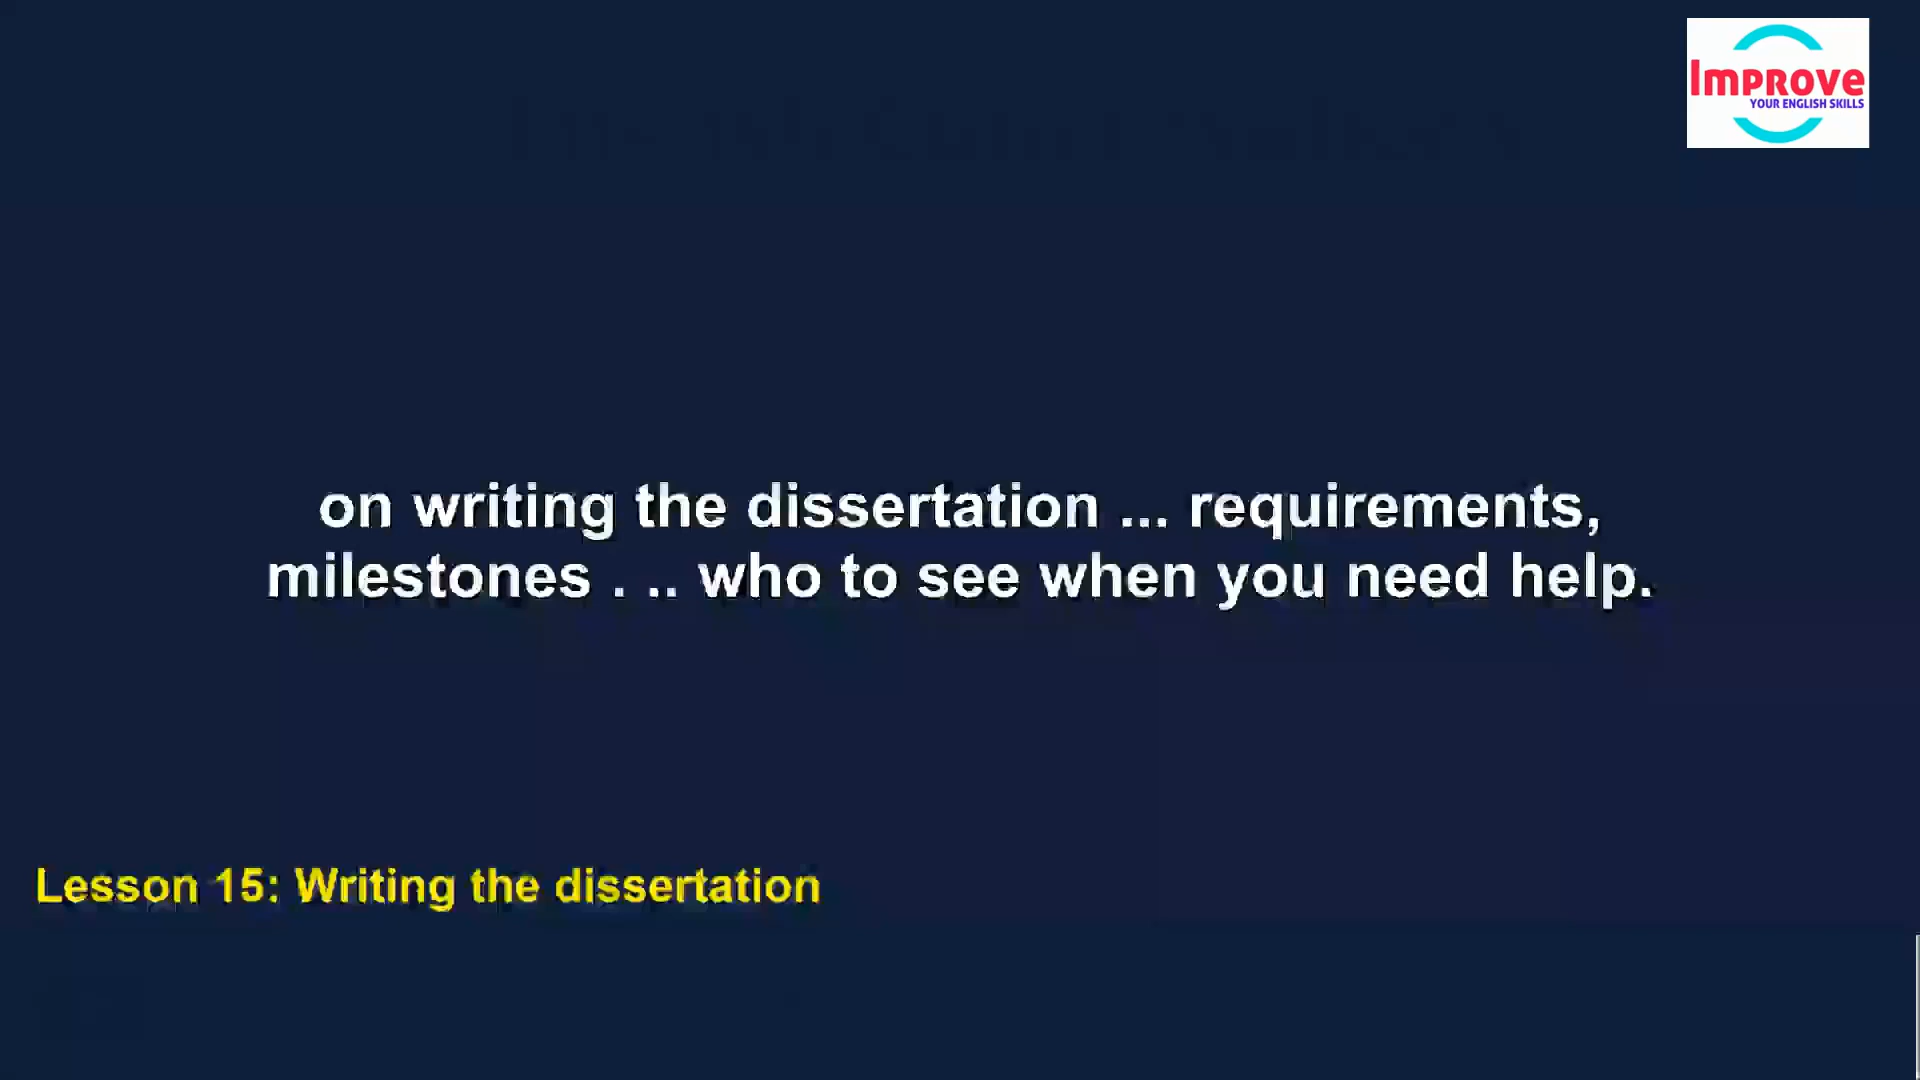 Improve
YOUR ENGLISH SKILLS
on writing the dissertation ... requirements,
milestones . .. who to see when you need help.
Lesson 15: Writing the dissertation